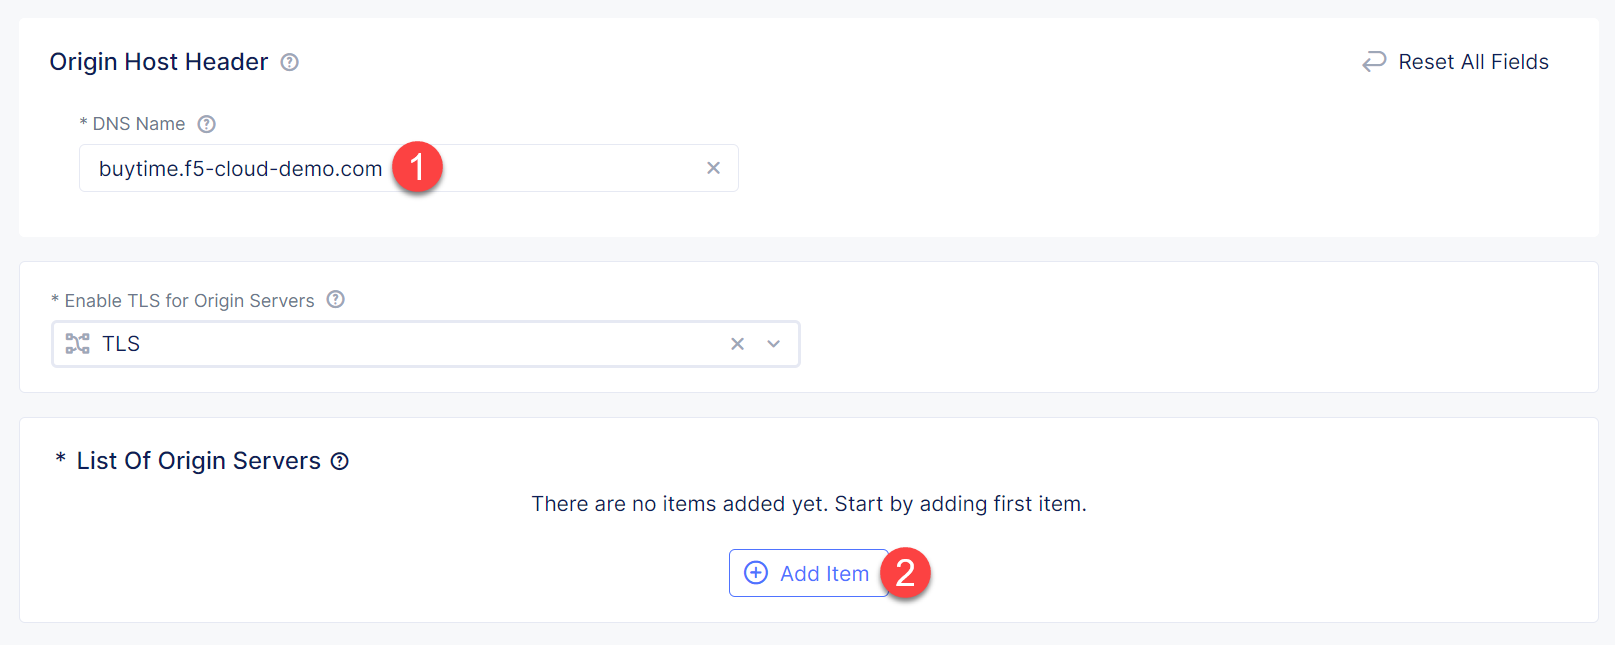 Origin Host Header
Reset All Fields
* DNS Name
buytime.f5-cloud-demo.com 1
* Enable TLS for Origin Servers
TLS
* List Of Origin Servers
There are no items added yet. Start by adding first item.
Add Item 2